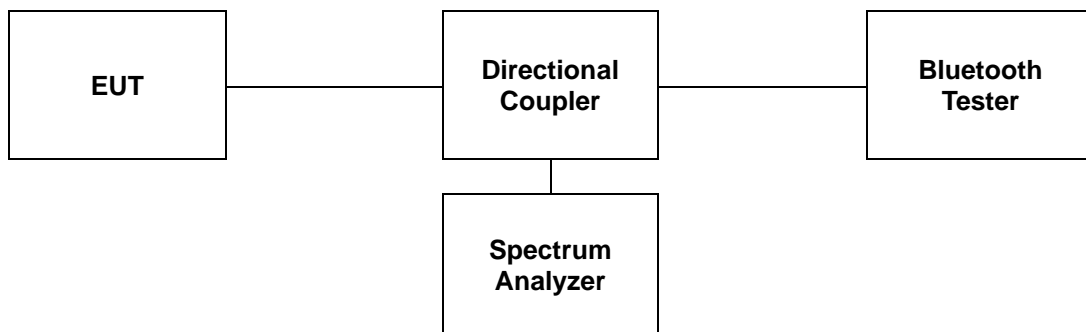 EUT
Directional
Coupler
Bluetooth
Tester
Spectrum
Analyzer